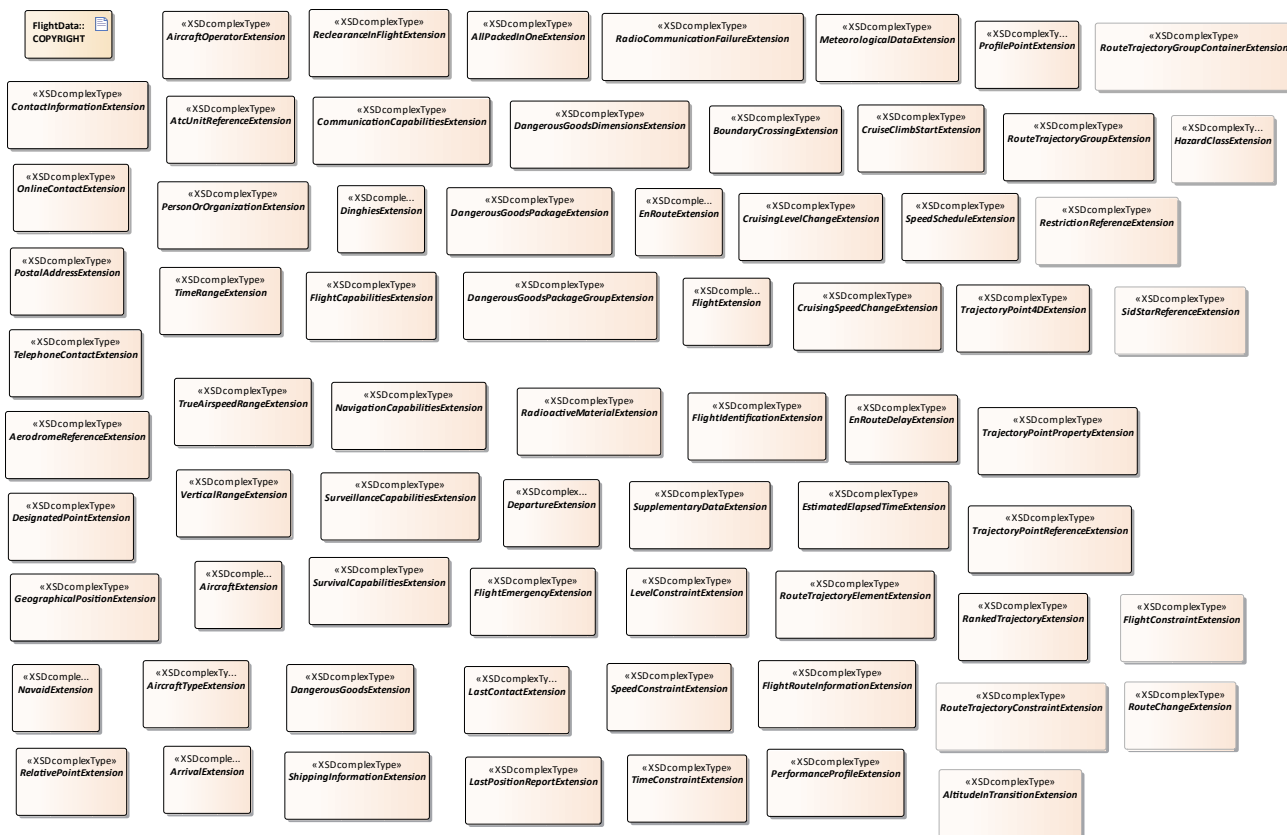 FlightData::
COPYRIGHT
«XSDcomplexType»
AircraftOperatorExtension
«XSDcomplexType»
ReclearanceInFlightExtension
«XSDcomplexType»
AllPackedInOneExtension
«XSDcomplexType»
RadioCommunicationFailureExtension
«XSDcomplexType»
MeteorologicalDataExtension
«XSDcomplexTy...
ProfilePointExtension
«XSDcomplexType»
RouteTrajectoryGroupContainerExtension
«XSDcomplexType»
ContactInformationExtension
«XSDcomplexType»
AtcUnitReferenceExtension
«XSDcomplexType»
CommunicationCapabilitiesExtension
«XSDcomplexType»
DangerousGoodsDimensionsExtension
«XSDcomplexType»
BoundaryCrossingExtension
«XSDcomplexType»
CruiseClimbStartExtension
«XSDcomplexType»
RouteTrajectoryGroupExtension
«XSDcomplexTy...
HazardClassExtension
«XSDcomplexType»
OnlineContactExtension
«XSDcomplexType»
PersonOrOrganizationExtension
«XSDcomple...
DinghiesExtension
«XSDcomplexType»
DangerousGoodsPackageExtension
«XSDcomple...
EnRouteExtension
«XSDcomplexType»
CruisingLevelChangeExtension
«XSDcomplexType»
SpeedScheduleExtension
«XSDcomplexType»
RestrictionReferenceExtension
«XSDcomplexType»
PostalAddressExtension
«XSDcomplexType»
TimeRangeExtension
«XSDcomplexType»
FlightCapabilitiesExtension
«XSDcomplexType»
DangerousGoodsPackageGroupExtension
«XSDcomple...
FlightExtension
«XSDcomplexType»
CruisingSpeedChangeExtension
«XSDcomplexType»
TrajectoryPoint4DExtension
«XSDcomplexType»
SidStarReferenceExtension
«XSDcomplexType»
TelephoneContactExtension
«XSDcomplexType»
TrueAirspeedRangeExtension
«XSDcomplexType»
NavigationCapabilitiesExtension
«XSDcomplexType»
RadioactiveMaterialExtension
«XSDcomplexType»
FlightIdentificationExtension
«XSDcomplexType»
EnRouteDelayExtension
«XSDcomplexType»
TrajectoryPointPropertyExtension
«XSDcomplexType»
AerodromeReferenceExtension
«XSDcomplexType»
VerticalRangeExtension
«XSDcomplexType»
SurveillanceCapabilitiesExtension
«XSDcomplex...
DepartureExtension
«XSDcomplexType»
SupplementaryDataExtension
«XSDcomplexType»
EstimatedElapsedTimeExtension
«XSDcomplexType»
TrajectoryPointReferenceExtension
«XSDcomplexType»
DesignatedPointExtension
«XSDcomple...
AircraftExtension
«XSDcomplexType»
SurvivalCapabilitiesExtension
«XSDcomplexType»
FlightEmergencyExtension
«XSDcomplexType»
LevelConstraintExtension
«XSDcomplexType»
RouteTrajectoryElementExtension
«XSDcomplexType»
RankedTrajectoryExtension
«XSDcomplexType»
FlightConstraintExtension
«XSDcomplexType»
GeographicalPositionExtension
«XSDcomple...
NavaidExtension
«XSDcomplexTy...
AircraftTypeExtension
«XSDcomplexType»
DangerousGoodsExtension
«XSDcomplexTy...
LastContactExtension
«XSDcomplexType»
SpeedConstraintExtension
«XSDcomplexType»
FlightRouteInformationExtension
«XSDcomplexType»
RouteTrajectoryConstraintExtension
«XSDcomplexType»
RouteChangeExtension
«XSDcomplexType»
RelativePointExtension
«XSDcomple...
ArrivalExtension
«XSDcomplexType»
ShippingInformationExtension
«XSDcomplexType»
LastPositionReportExtension
«XSDcomplexType»
TimeConstraintExtension
«XSDcomplexType»
PerformanceProfileExtension
«XSDcomplexType»
AltitudeInTransitionExtension